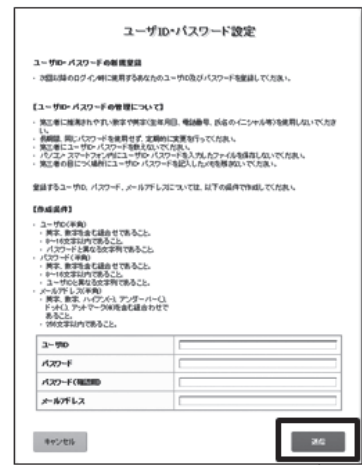 ユーザID・パスワード設定
ユーザID・パスワードの新規登録
・ 次回以降のログイン時に使用するあなたのユーザID及びパスワードを登録してください。
【ユーザID・パスワードの管理について】
・ 第三者に推測されやすい数字や英字(生年月日、電話番号、氏名のイニシャル等)を使用しないでくださ
い。
・ 長期間、同じパスワードを使用せず、定期的に変更を行ってください。
・ 第三者にユーザID・パスワードを教えないでください。
・ パソコン・スマートフォン内にユーザID・パスワードを入力したファイルを保存しないでください。
・ 第三者の目につく場所にユーザID・パスワードを記入したメモを残さないでください。
登録するユーザID、パスワード、メールアドレスについては、以下の条件で作成してください。
【作成条件】
・ ユーザID(半角)
・ 英字、数字を含む組合せであること。
・ 8～16文字以内であること。
・ パスワードと異なる文字列であること。
・ パスワード(半角)
・ 英字、数字を含む組合せであること。
・ 8～16文字以内であること。
・ ユーザIDと異なる文字列であること。
・ メールアドレス(半角)
・ 英字、数字、ハイフン(-)、アンダーバー(_)、
ドット(.)、アットマーク(@)を含む組合わせで
あること。
・ 256文字以内であること。
ユーザID
パスワード
パスワード(確認用)
メールアドレス
キャンセル
送信